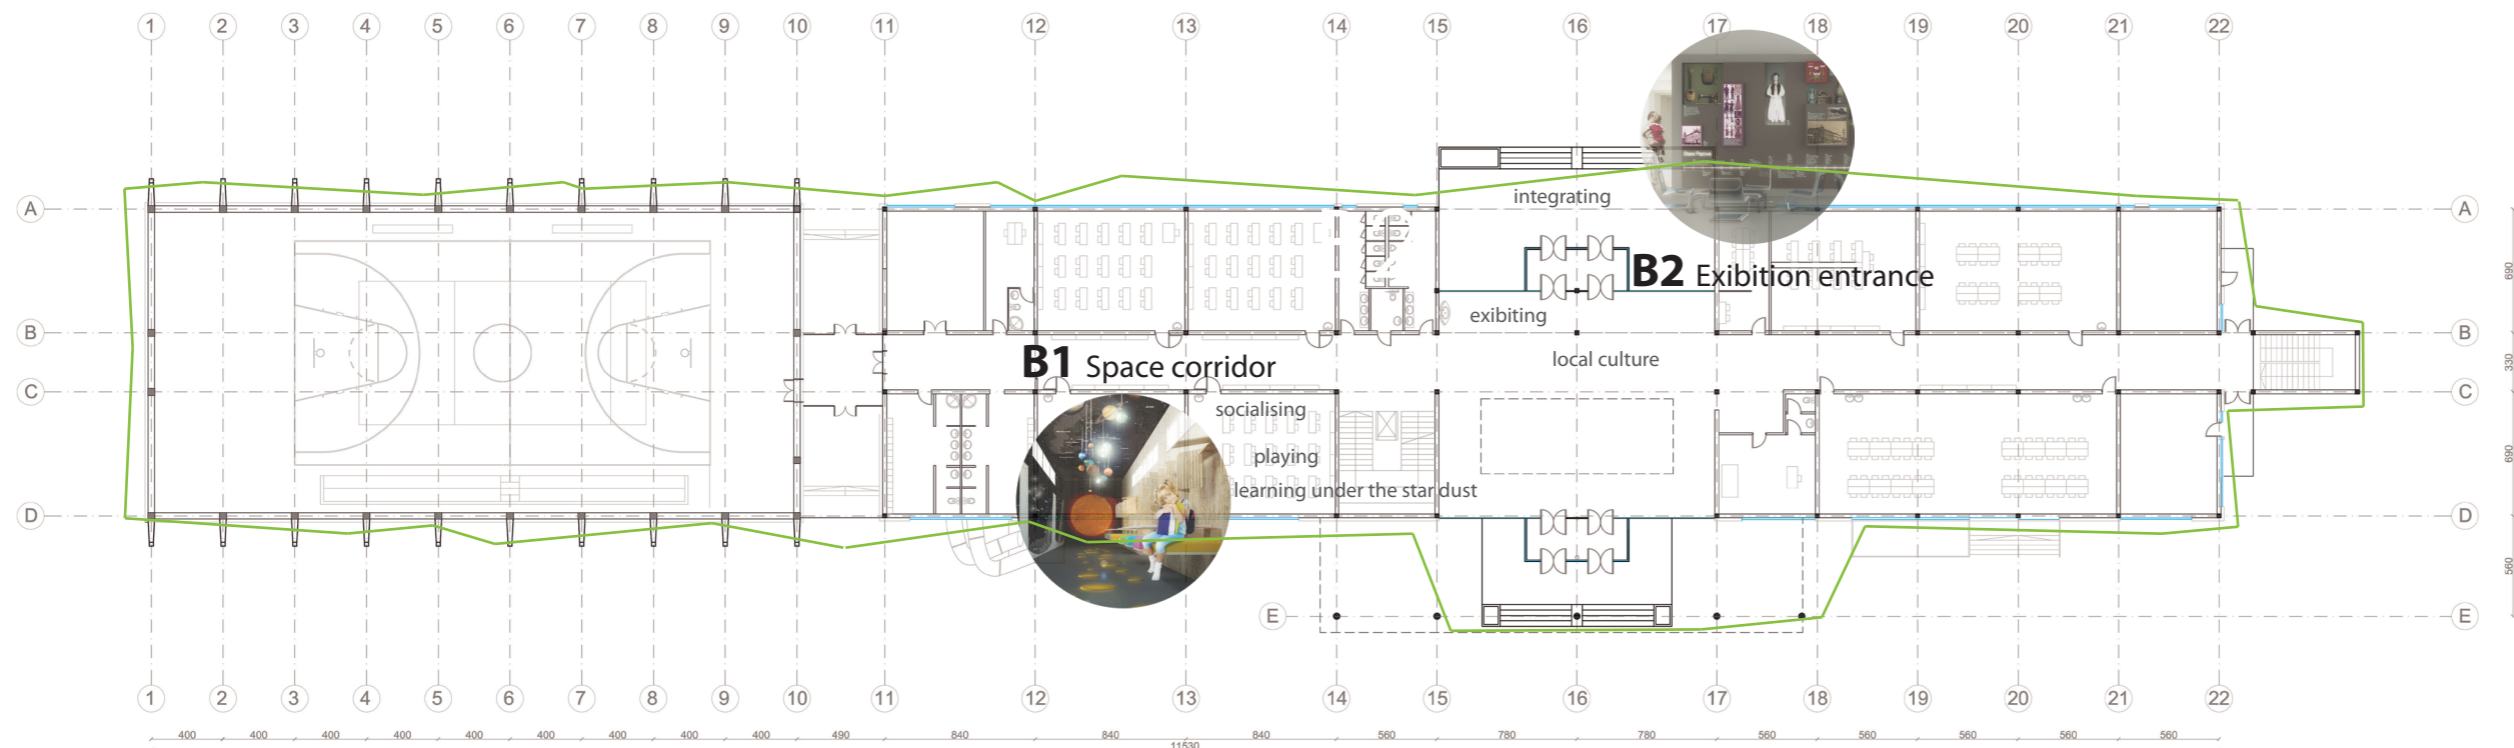 1 2 3 4 5 6 7 8 9 10 11 12 13 14 15 16 17 18 19 20 21 22
integrating
A A
690
B2 Exibition entrance
exibiting
B B
local culture
330
B1 Space corridor
C C
socialising
690
playing
learning under the star dust
D D
560
E E
1 2 3 4 5 6 7 8 9 10 11 12 13 14 15 16 17 18 19 20 21 22
400 400 400 400 400 400 400 400 400 490 840 840 840 560 780 780 560 560 560 560 560
11530